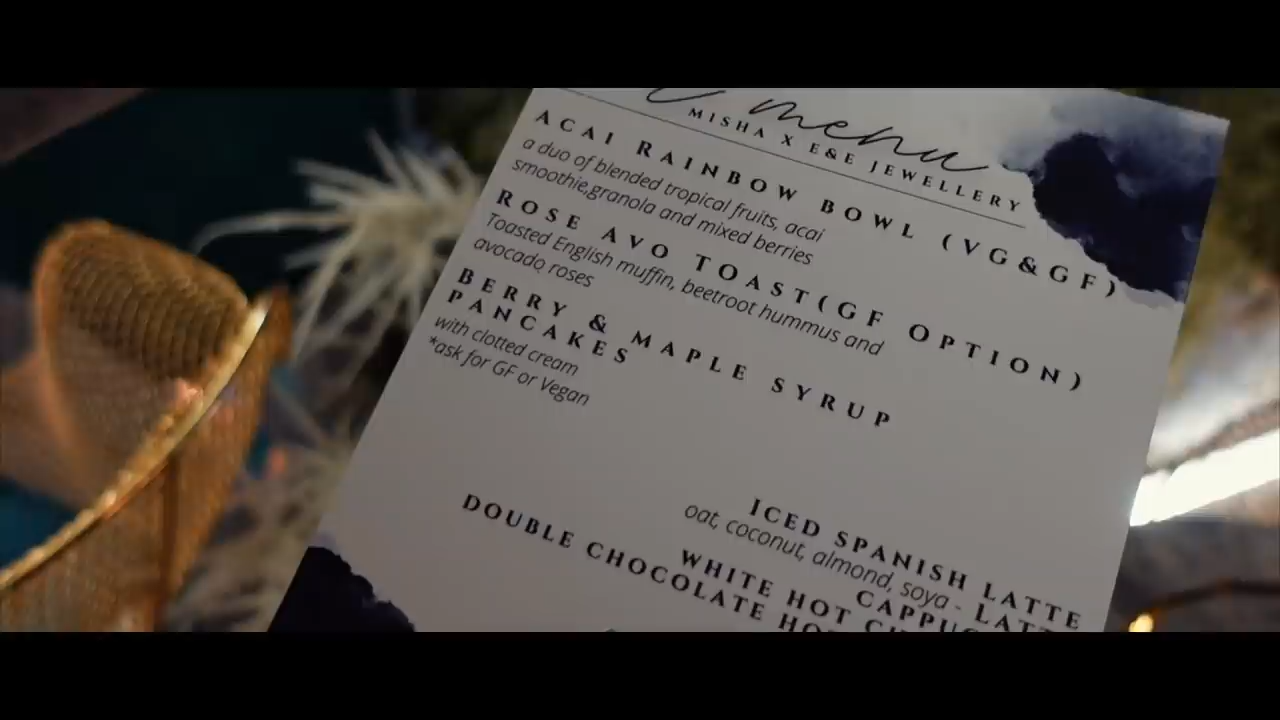 menu
MISHA X E&E JEWELLERY
ACAI RAINBOW BOWL (VG&GF)
a duo of blended tropical fruits, acai
smoothie,granola and mixed berries
ROSE AVO TOAST(GF OPTION)
Toasted English muffin, beetroot hummus and
avocado roses
BERRY & MAPLE SYRUP
PANCAKES
with clotted cream
*ask for GF or Vegan
ICED SPANISH LATTE
oat, coconut, almond, soya - LATTE
WHITE HOT
DOUBLE CHOCOLATE